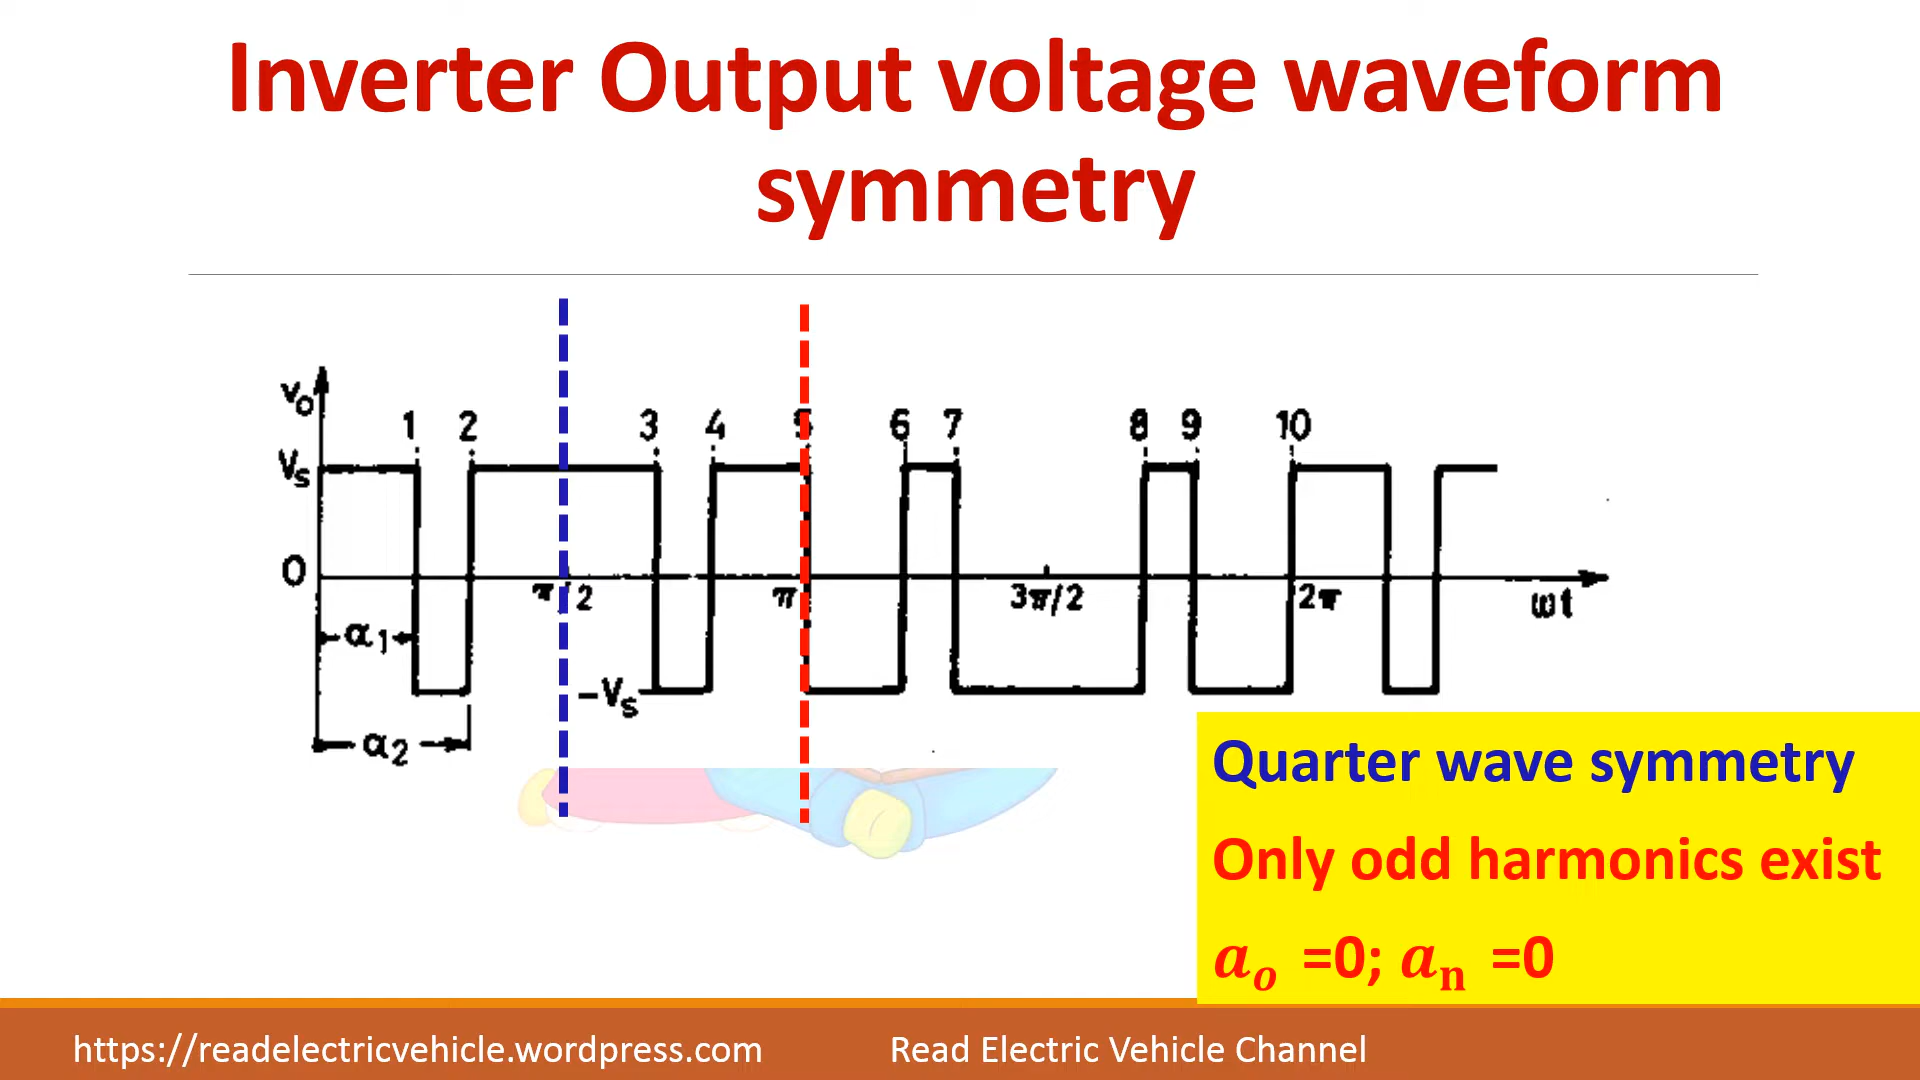 Inverter Output voltage waveform
symmetry
v₀
1 2 3 4 5 6 7 8 9 10
Vₛ
0
π/2 π 3π/2 2π ωt
α₁
-Vₛ
α₂
Quarter wave symmetry
Only odd harmonics exist
aₒ =0; aₙ =0
https://readelectricvehicle.wordpress.com Read Electric Vehicle Channel